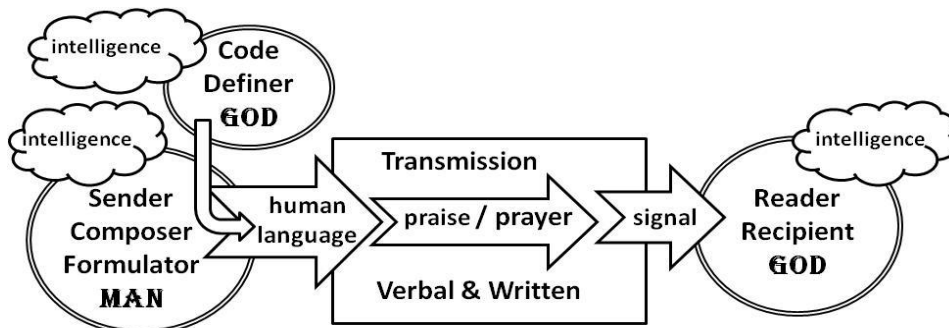 intelligence
Code
Definer
GOD
intelligence
Sender
Composer
Formulator
MAN
human
language
Transmission
praise / prayer
Verbal & Written
signal
intelligence
Reader
Recipient
GOD